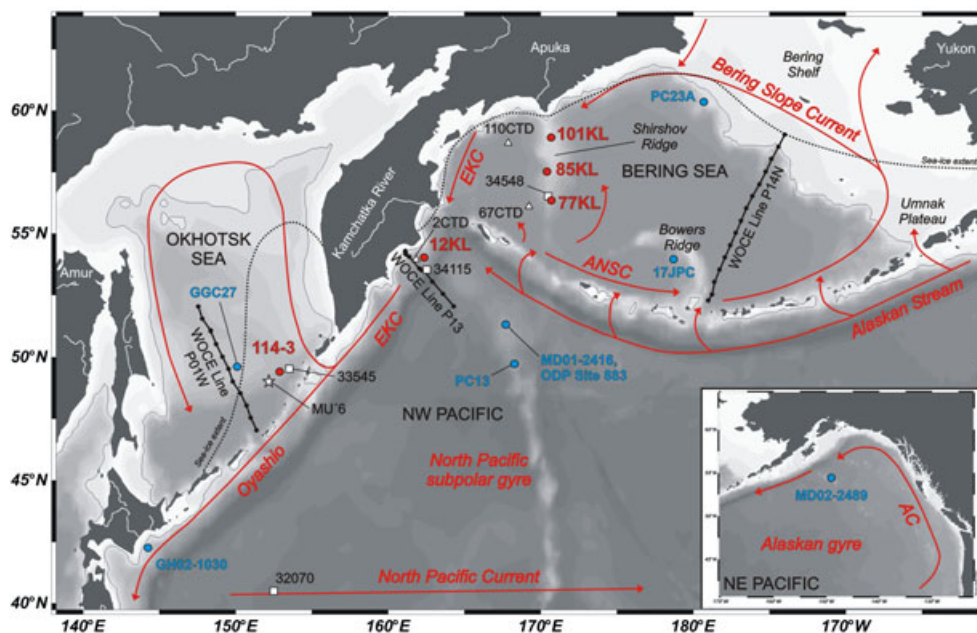 Apuka
Yukon
Bering
Shelf
Bering Slope Current
PC23A
60°N
110CTD
101KL
Shirshov
Ridge
EKC
85KL
BERING SEA
Sea-ice extent
34548
77KL
WOCE Line P14N
Umnak
Plateau
Kamchatka River
67CTD
2CTD
OKHOTSK
SEA
55°N
12KL
Bowers
Ridge
Amur
34115
ANSC
17JPC
GGC27
WOCE Line P13
Alaskan Stream
EKC
50°N
114-3
WOCE Line
P01W
33545
MD01-2416,
ODP Site 883
PC13
MU˘6
NW PACIFIC
Sea-ice extent
Oyashio
North Pacific
subpolar gyre
45°N
MD02-2489
AC
GH02-1030
Alaskan gyre
32070
North Pacific Current
NE PACIFIC
40°N
140°E
150°E
160°E
170°E
180°W
170°W